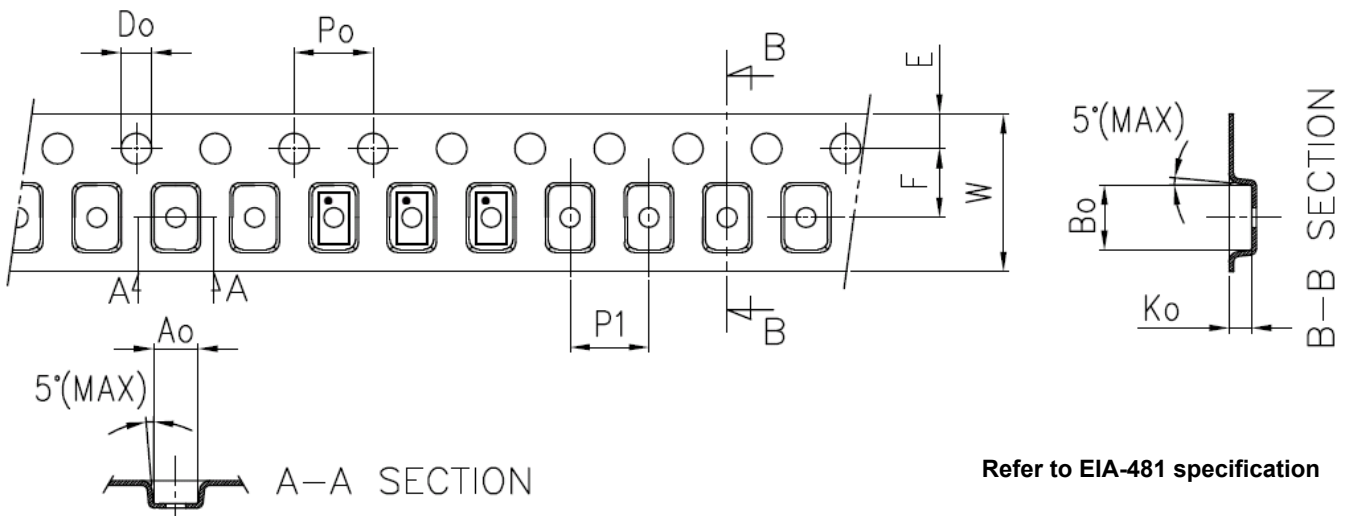 Do
Po
B
E
5°(MAX)
F
W
Bo
B-B SECTION
A
A
Ko
Ao
P1
B
5°(MAX)
A-A SECTION
Refer to EIA-481 specification